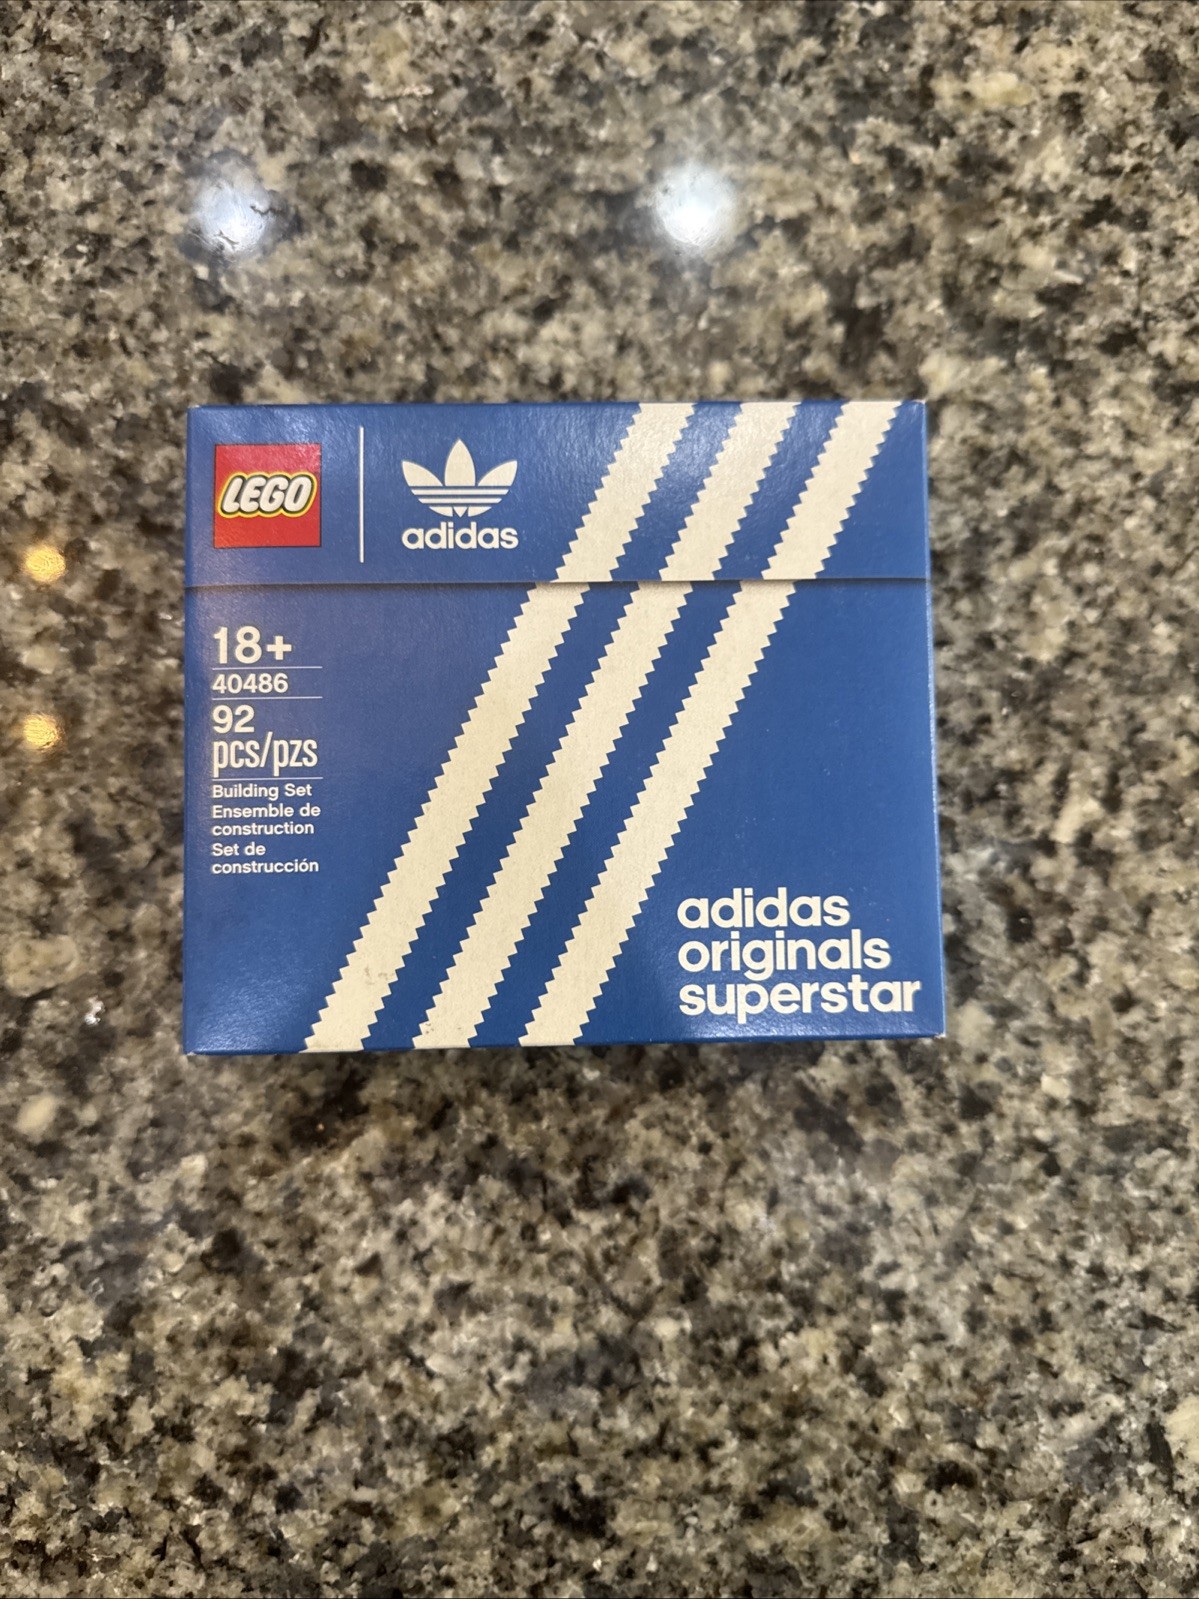 LEGO
adidas
18+
40486
92
pcs/pzs
Building Set
Ensemble de
construction
Set de
construcción
adidas
originals
superstar